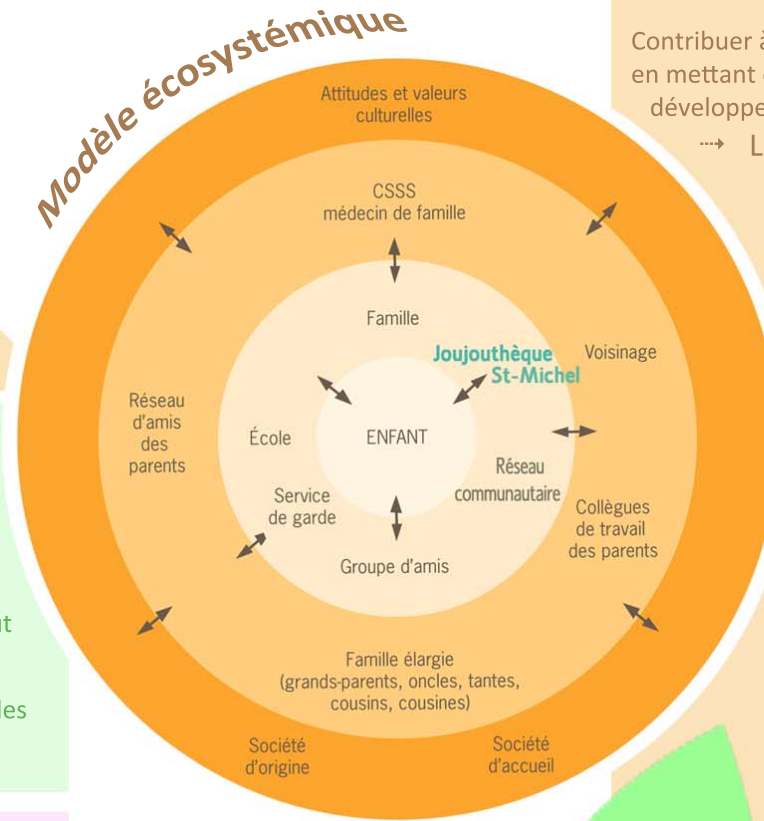 Modèle écosystémique
Contribuer à
en mettant
développe
L
Attitudes et valeurs
culturelles
CSSS
médecin de famille
Famille
Joujouthèque
St-Michel
Voisinage
Réseau
d'amis
des
parents
École
ENFANT
Réseau
communautaire
Service
de garde
Collègues
de travail
des parents
Groupe d'amis
Famille élargie
(grands-parents, oncles, tantes,
cousins, cousines)
Société
d'origine
Société
d'accueil
les